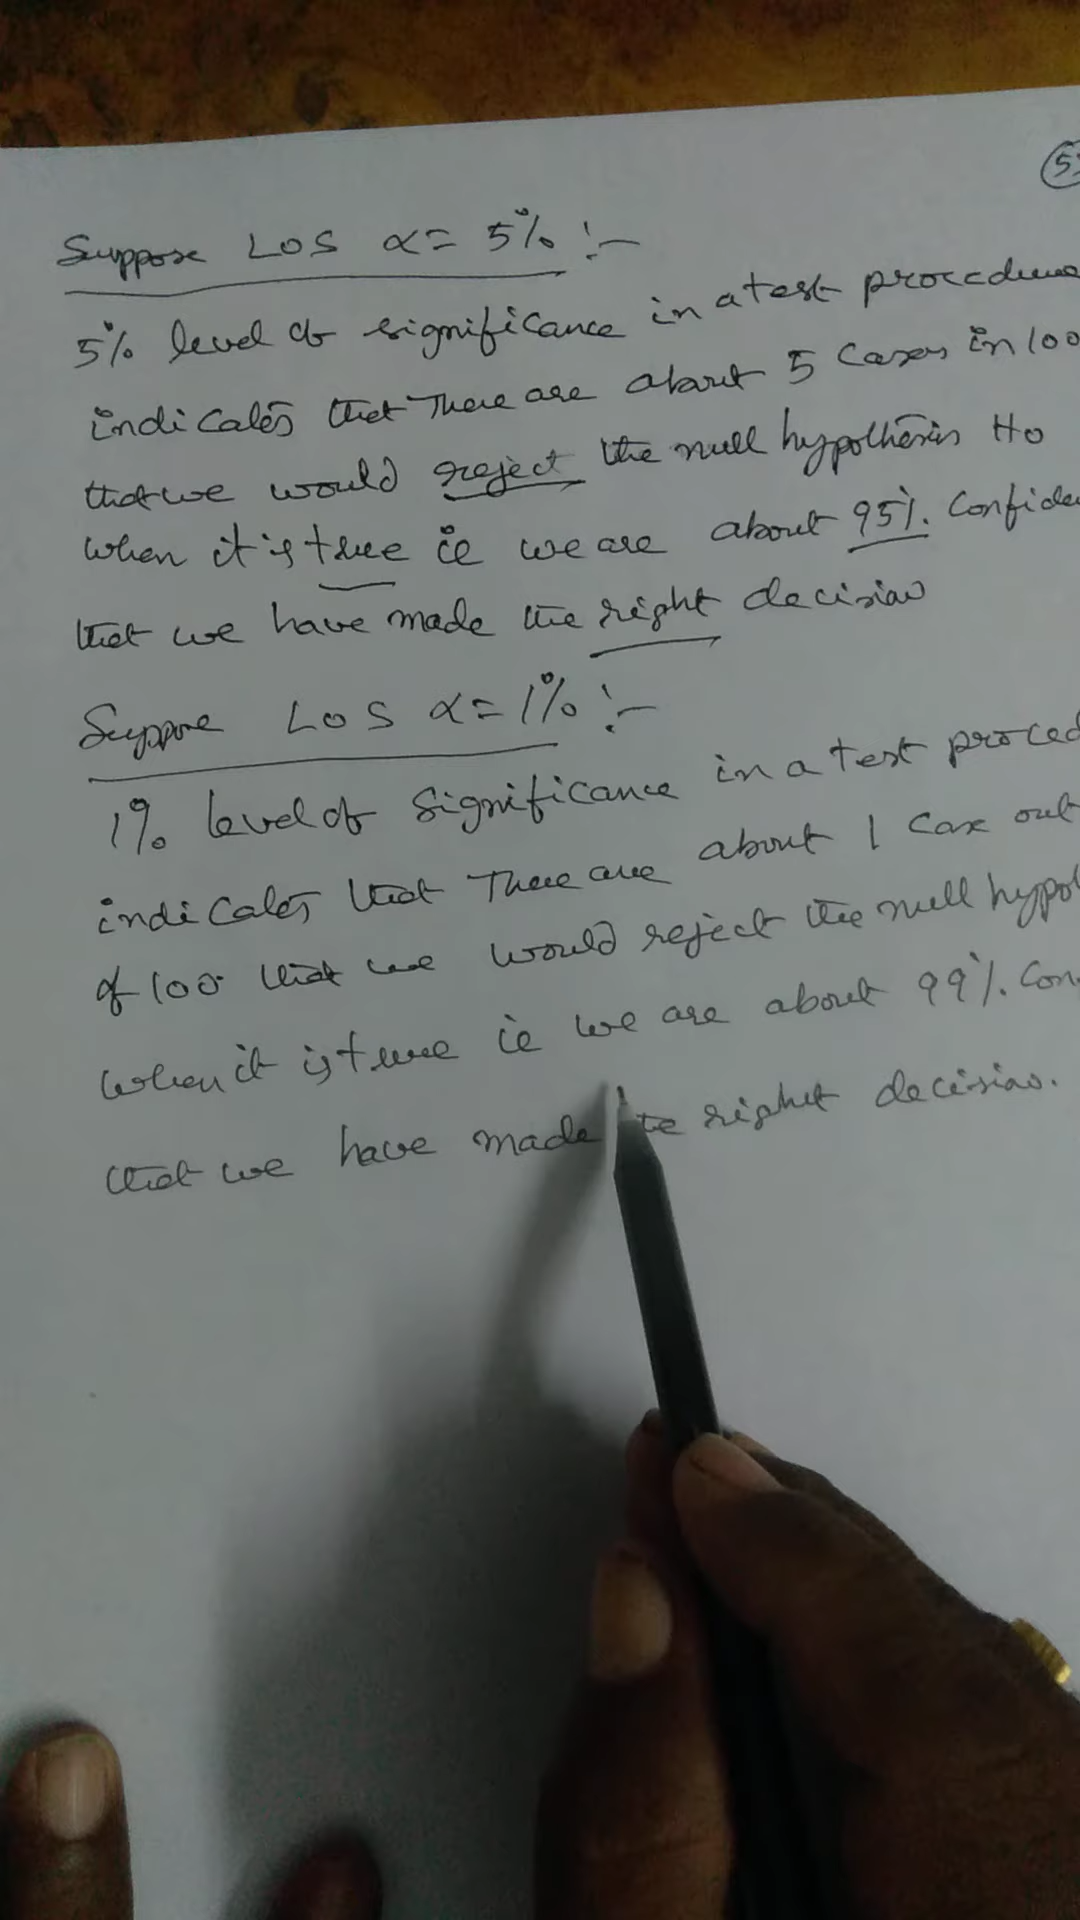 5
Suppose LOS α = 5% :-
5% level of significance in a test procedure
indicates that There are about 5 Cases in 100
that we would reject the null hypothesis Ho
when it is true ie we are about 95%. Confide
that we have made the right decision
Suppose LOS α = 1% :-
1% level of significance in a test proced
indicates that There are about 1 Case out
of 100 that we would reject the null hypot
when it is true ie we are about 99%. Con
that we have made te right decision.